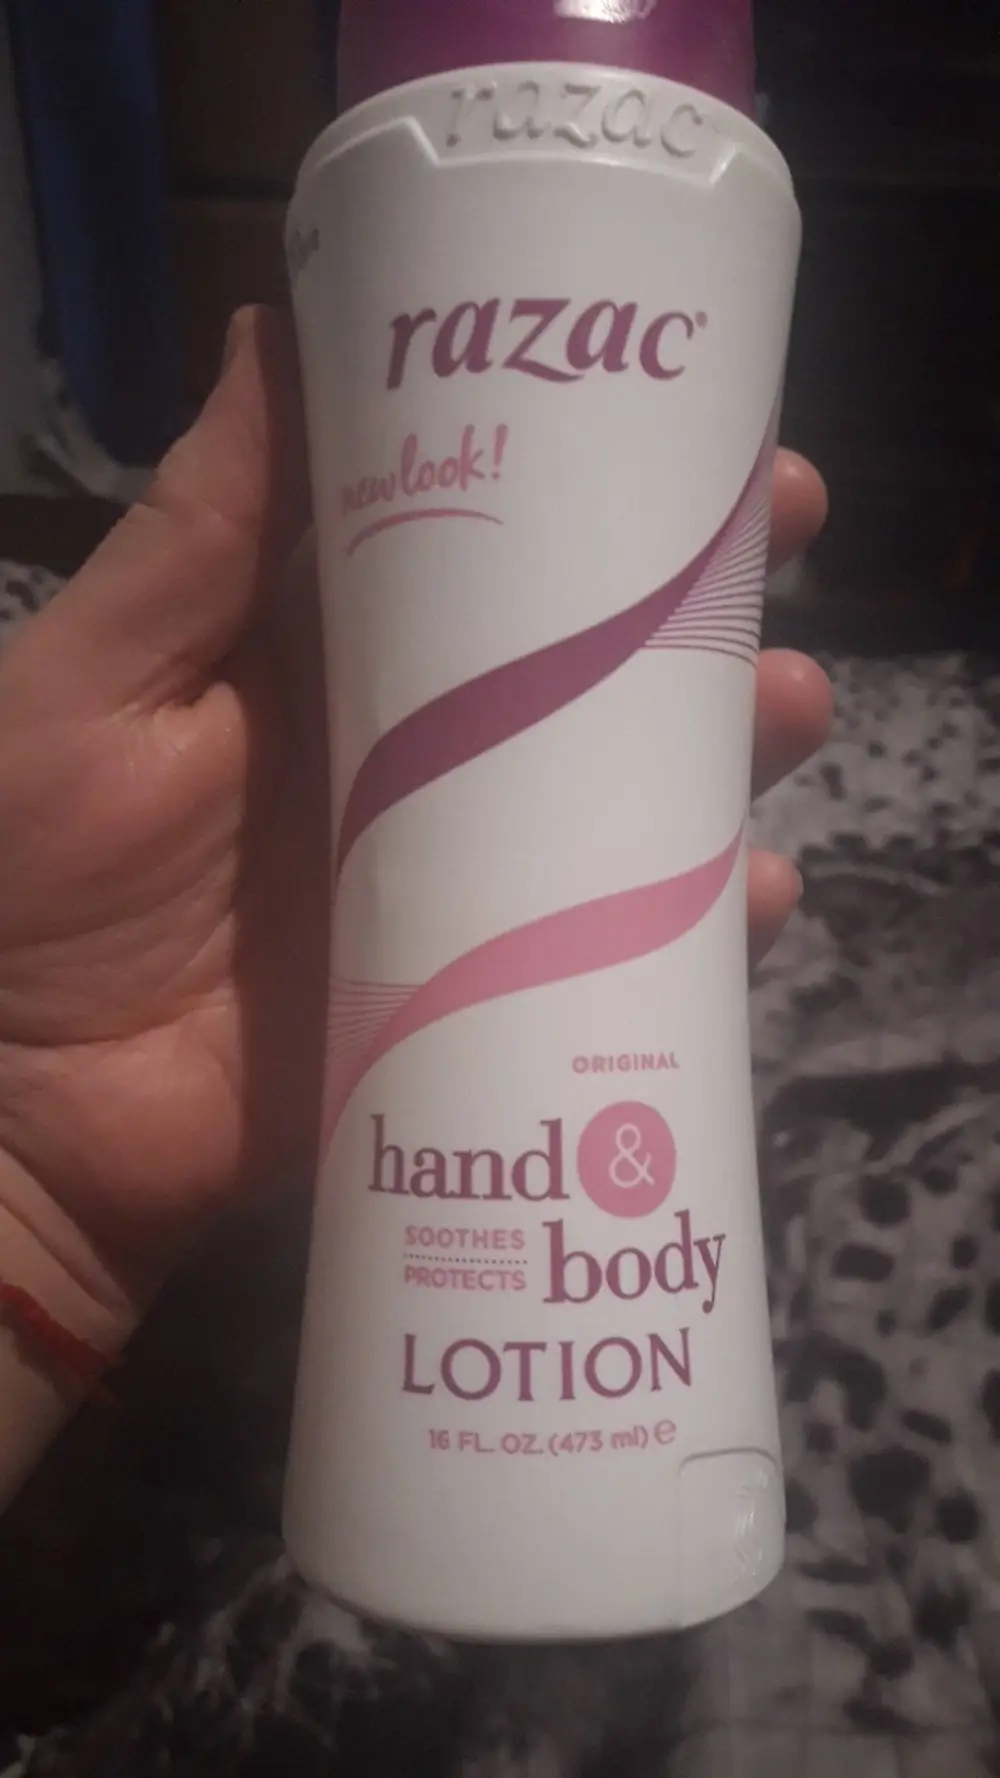 razac
razac®
new look!
ORIGINAL
hand &
SOOTHES
PROTECTS
body
LOTION
16 FL. OZ. (473 ml) e